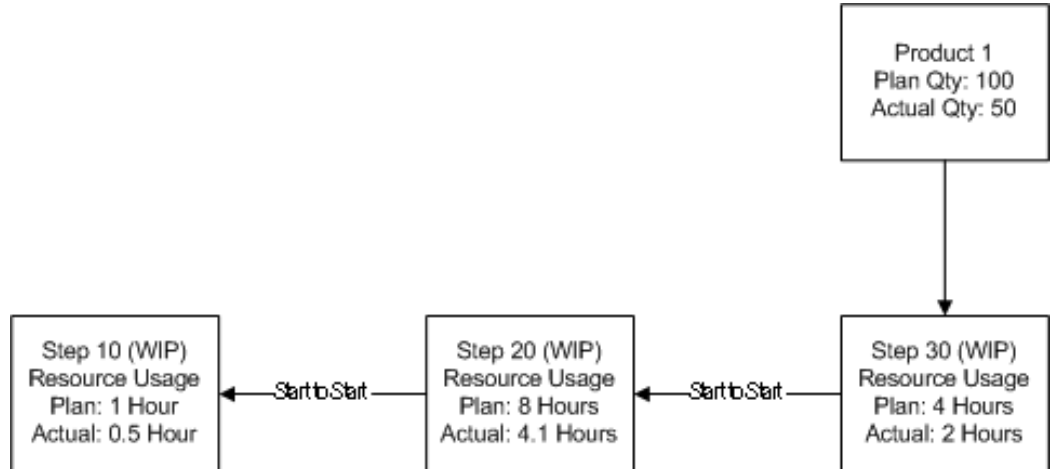 Product 1
Plan Qty: 100
Actual Qty: 50
Step 10 (WIP)
Resource Usage
Plan: 1 Hour
Actual: 0.5 Hour
Start to Start
Step 20 (WIP)
Resource Usage
Plan: 8 Hours
Actual: 4.1 Hours
Start to Start
Step 30 (WIP)
Resource Usage
Plan: 4 Hours
Actual: 2 Hours